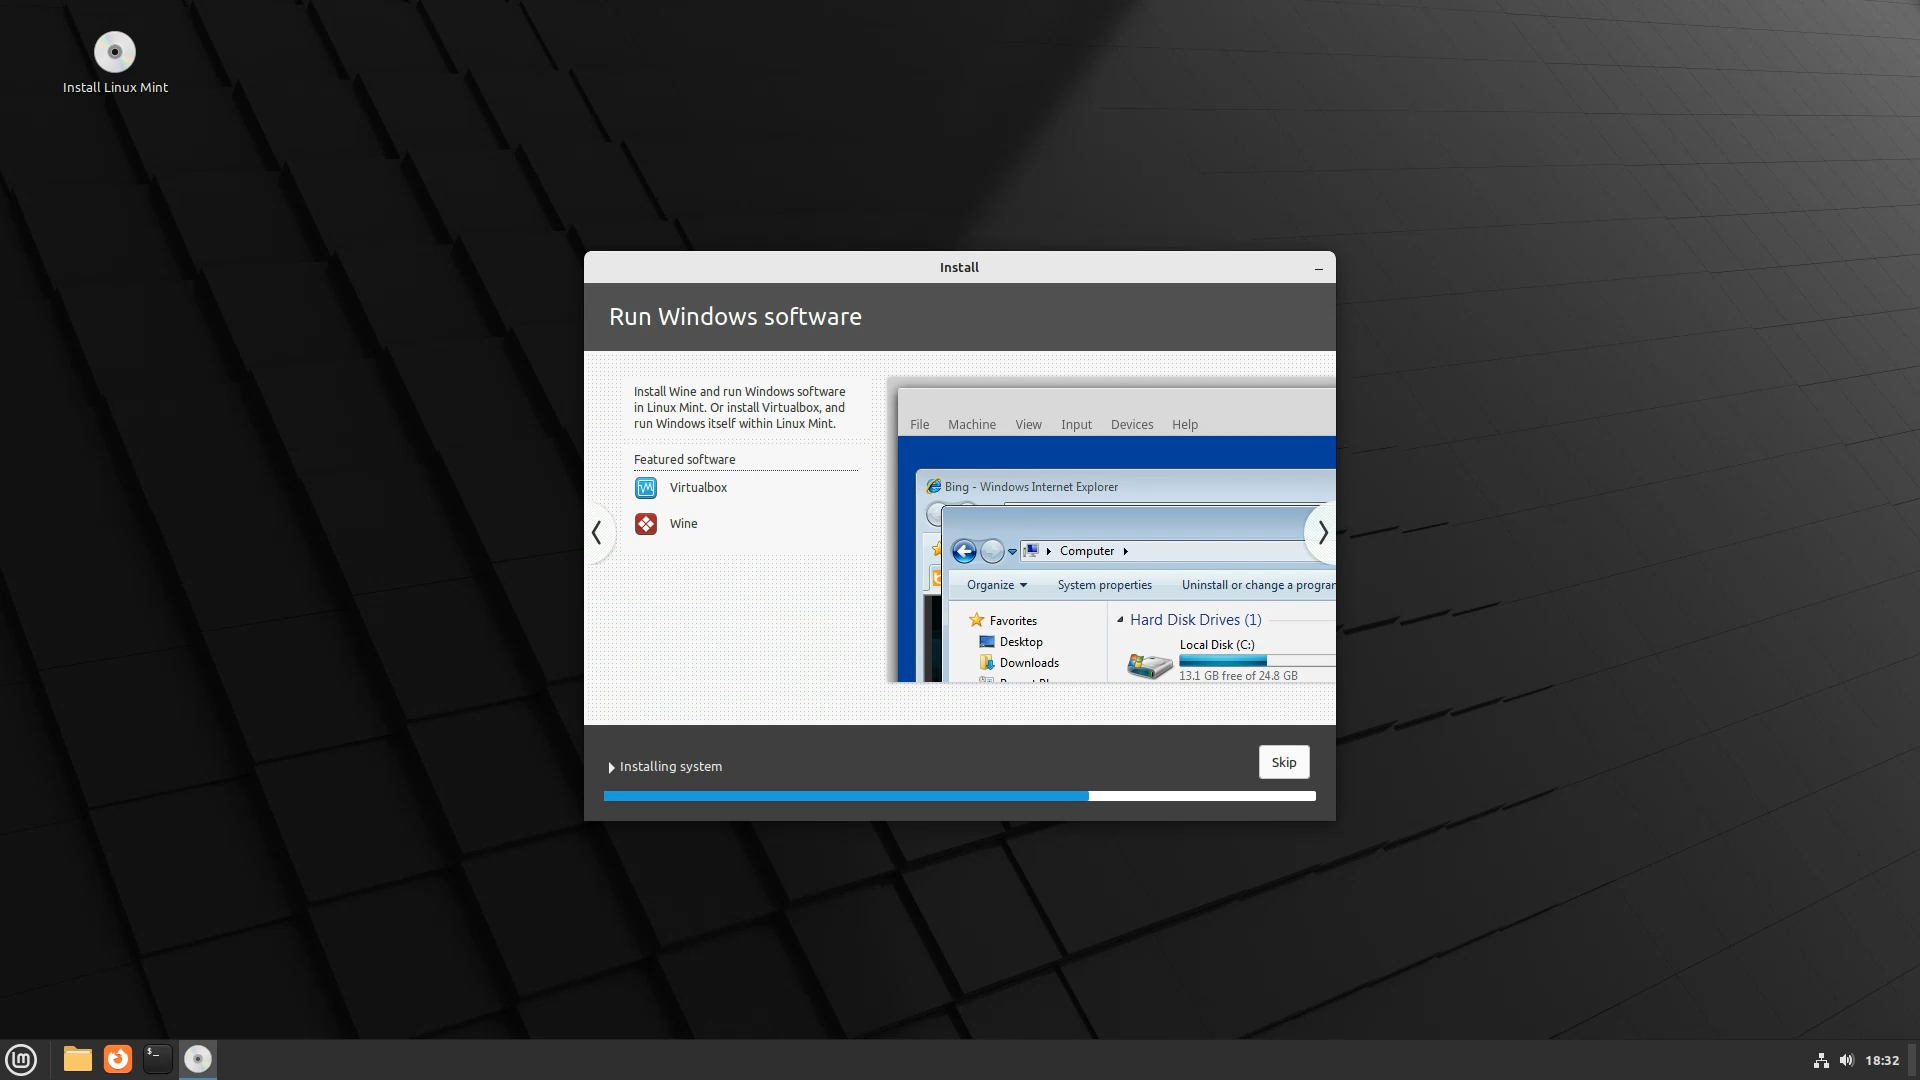 Install Linux Mint
Install
Run Windows software
Install Wine and run Windows software
in Linux Mint. Or install Virtualbox, and
run Windows itself within Linux Mint.
Featured software
Virtualbox
Wine
File Machine View Input Devices Help
Bing - Windows Internet Explorer
Computer
Organize System properties Uninstall or change a program
Favorites
Desktop
Downloads
Hard Disk Drives (1)
Local Disk (C:)
13.1 GB free of 24.8 GB
Installing system
Skip
lm
$_
18:32